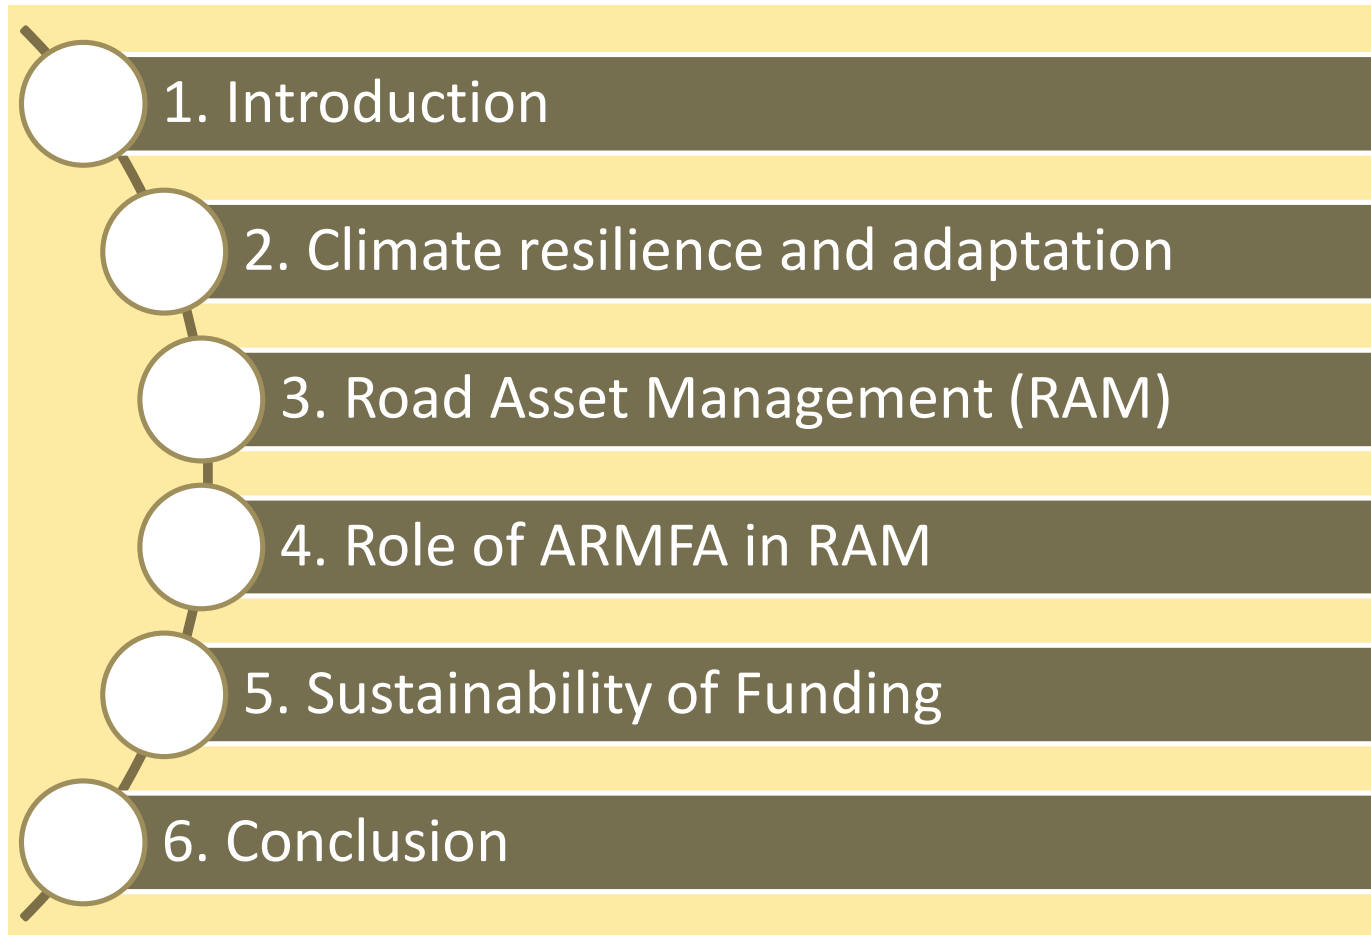 1. Introduction
2. Climate resilience and adaptation
3. Road Asset Management (RAM)
4. Role of ARMFA in RAM
5. Sustainability of Funding
6. Conclusion